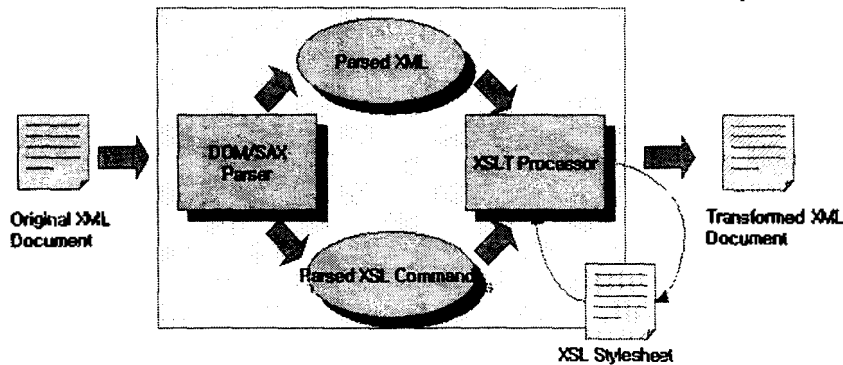 Parsed XML
DOM/SAX
Parser
XSLT Processor
Original XML
Document
Transformed XML
Document
Parsed XSL Commands
XSL Stylesheet